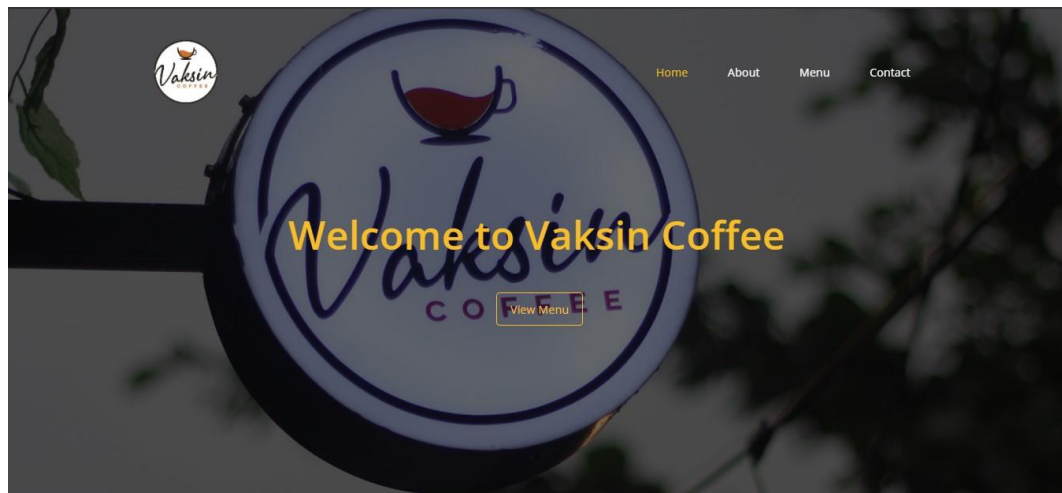 Vaksin
COFFEE
Home
About
Menu
Contact
Welcome to Vaksin Coffee
Vaksin
COFFEE
View Menu